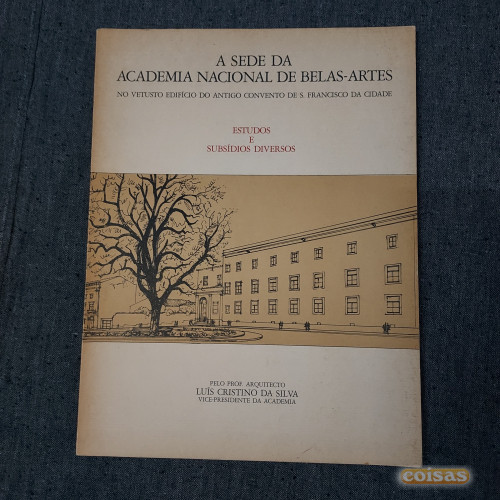 A SEDE DA
ACADEMIA NACIONAL DE BELAS-ARTES
NO VETUSTO EDIFÍCIO DO ANTIGO CONVENTO DE S. FRANCISCO DA CIDADE
ESTUDOS
E
SUBSÍDIOS DIVERSOS
PELO PROF. ARQUITECTO
LUÍS CRISTINO DA SILVA
VICE-PRESIDENTE DA ACADEMIA
coisas